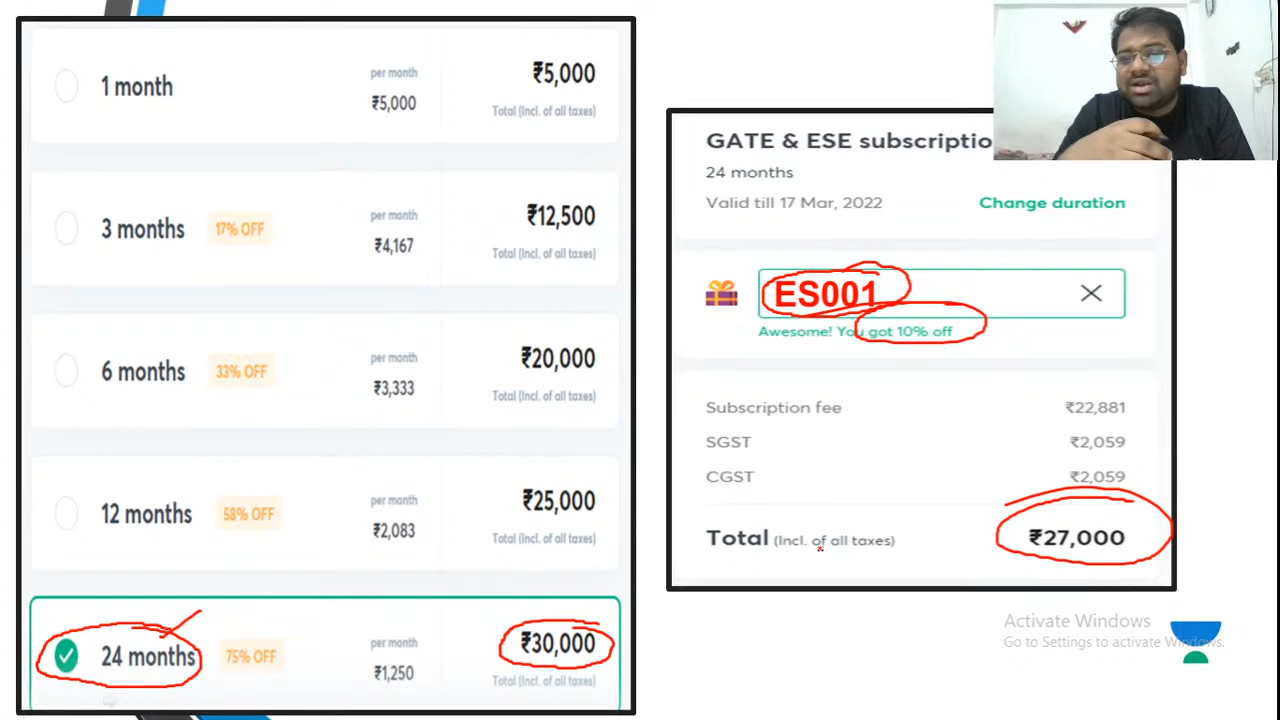 1 month
per month
₹5,000
₹5,000
Total (Incl. of all taxes)
3 months
17% OFF
per month
₹4,167
₹12,500
Total (Incl. of all taxes)
6 months
33% OFF
per month
₹3,333
₹20,000
Total (Incl. of all taxes)
12 months
58% OFF
per month
₹2,083
₹25,000
Total (Incl. of all taxes)
24 months
75% OFF
per month
₹1,250
₹30,000
Total (Incl. of all taxes)
GATE & ESE subscriptio
24 months
Valid till 17 Mar, 2022
Change duration
ES001
Awesome! You got 10% off
Subscription fee ₹22,881
SGST ₹2,059
CGST ₹2,059
Total (Incl. of all taxes) ₹27,000
Activate Windows
Go to Settings to activate Windows.